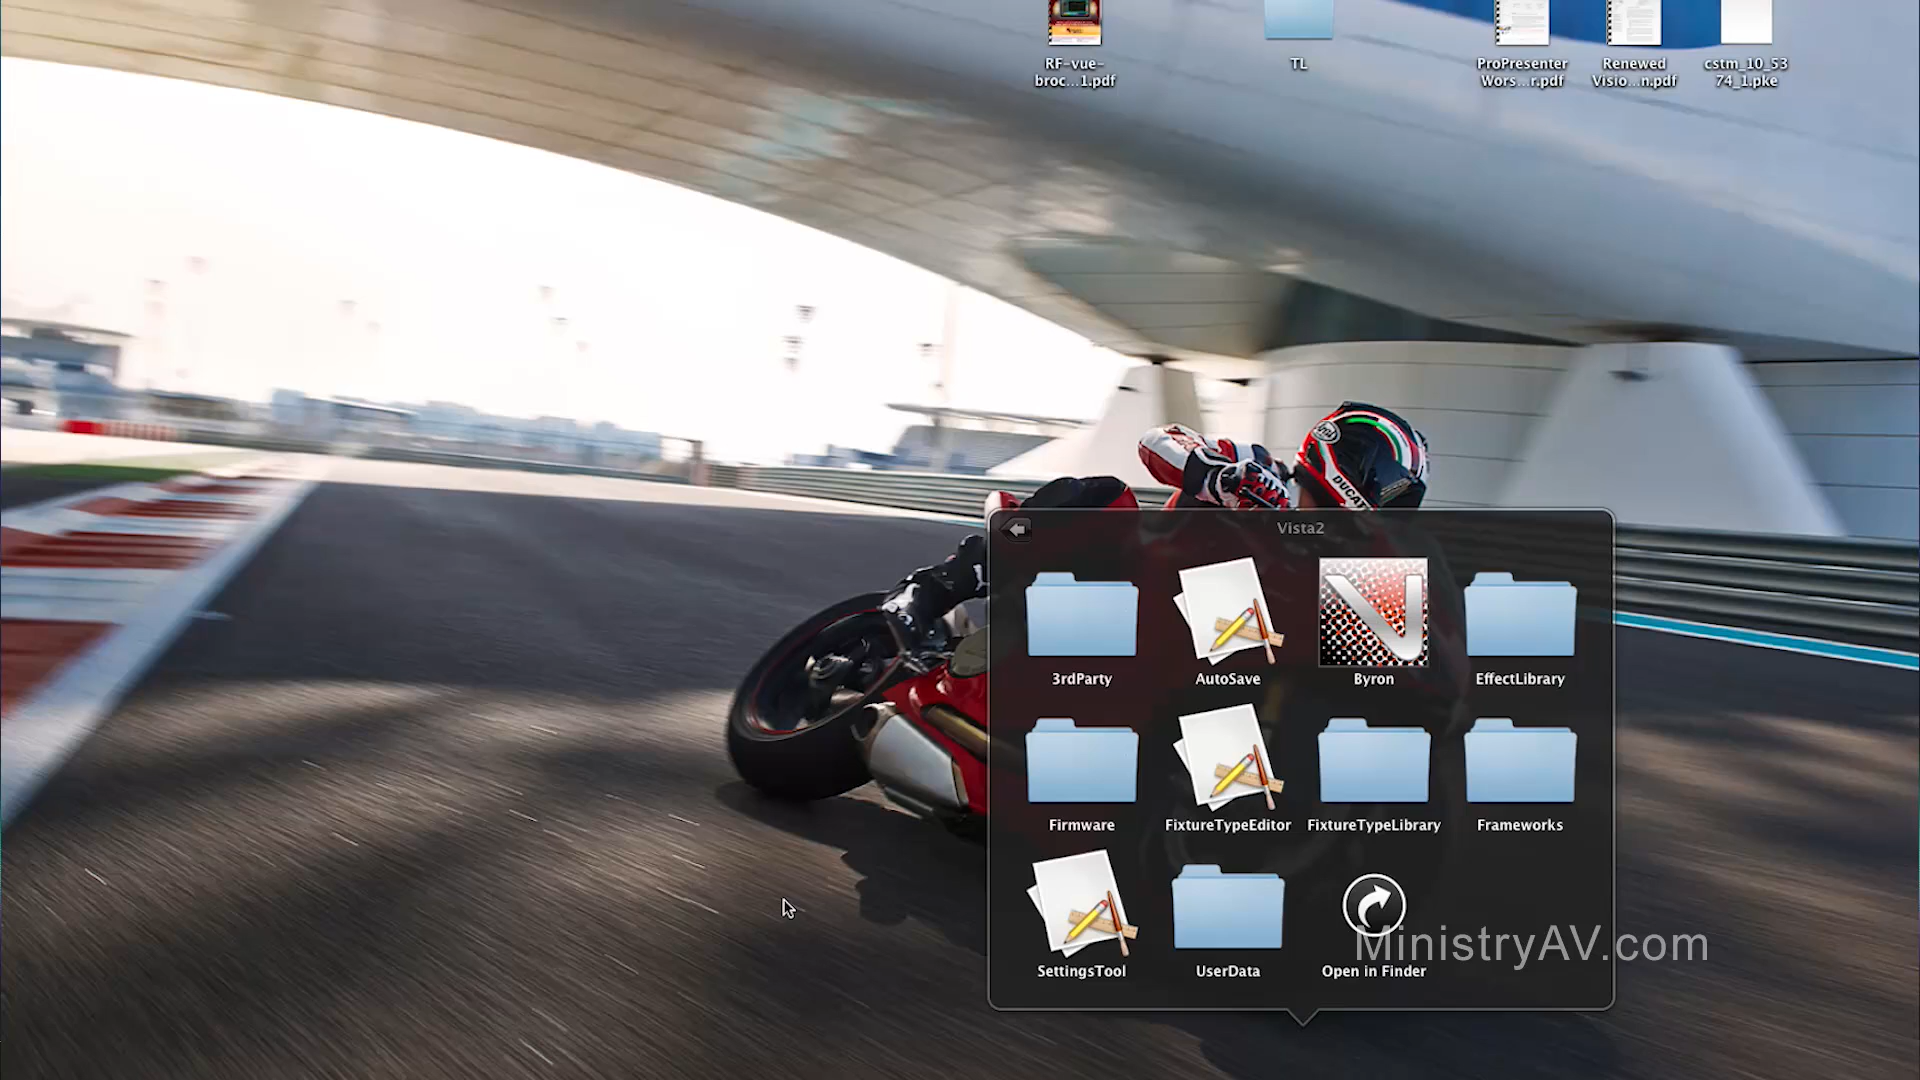 RF-vue-
broc...1.pdf
TL
ProPresenter
Wors...r.pdf
Renewed
Visio...n.pdf
cstm_10_53
74_1.pke
DUCATI
Vista2
3rdParty
AutoSave
Byron
EffectLibrary
Firmware
FixtureTypeEditor
FixtureTypeLibrary
Frameworks
SettingsTool
UserData
Open in Finder
MinistryAV.com